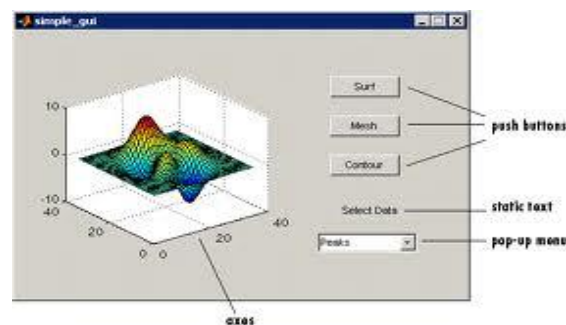 simple_gui
Surf
Mesh
Contour
push buttons
Select Data
static text
Peaks
pop-up menu
10
0
-10
40
20
0
0
20
40
axes